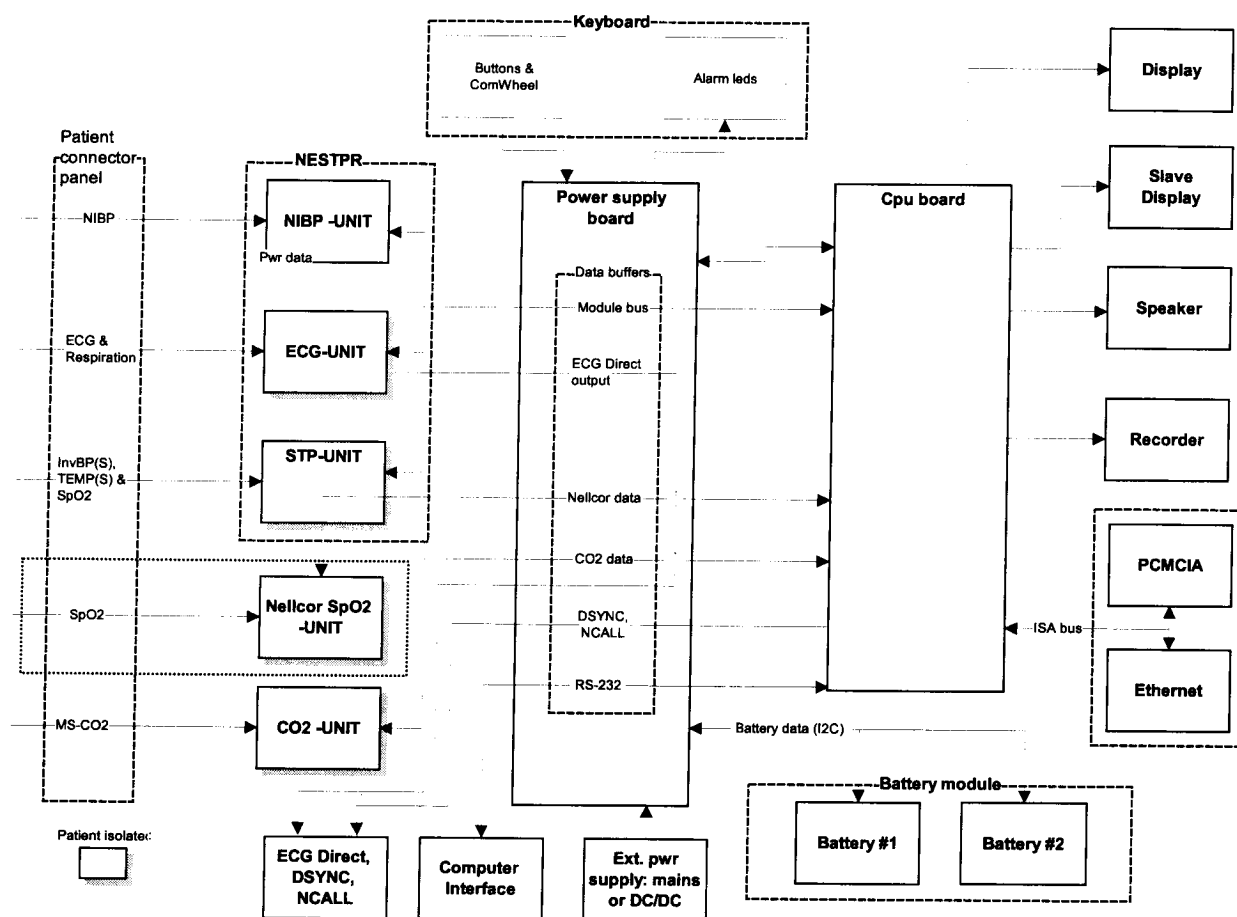 Keyboard
Buttons &
ComWheel
Alarm leds
Display
Patient
connector
panel
NESTPR
NIBP
NIBP -UNIT
Pwr data
Power supply
board
Cpu board
Slave
Display
Data buffers
Module bus
Speaker
ECG &
Respiration
ECG-UNIT
ECG Direct
output
Recorder
InvBP(S),
TEMP(S) &
SpO2
STP-UNIT
Nellcor data
CO2 data
PCMCIA
SpO2
Nellcor SpO2
-UNIT
DSYNC,
NCALL
ISA bus
RS-232
Ethernet
MS-CO2
CO2 -UNIT
Battery data (I2C)
Battery module
Battery #1
Battery #2
Patient isolated:
ECG Direct,
DSYNC,
NCALL
Computer
Interface
Ext. pwr
supply: mains
or DC/DC